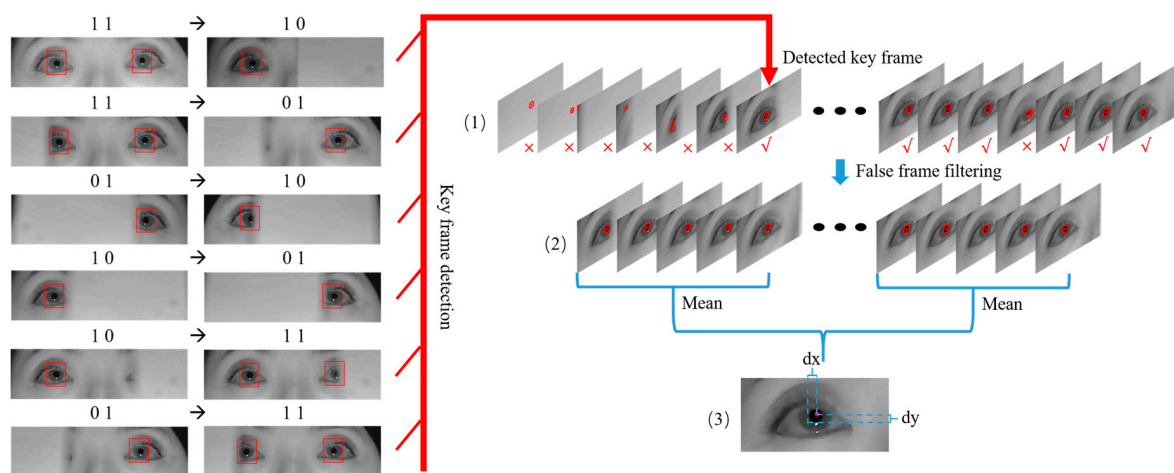 1 1 → 1 0
1 1 → 0 1
0 1 → 1 0
1 0 → 0 1
1 0 → 1 1
0 1 → 1 1
Key frame detection
Detected key frame
(1)
× × × × × × √ ● ● ● √ √ √ × √ √ √
False frame filtering
(2)
● ● ●
Mean
Mean
dx
(3)
dy